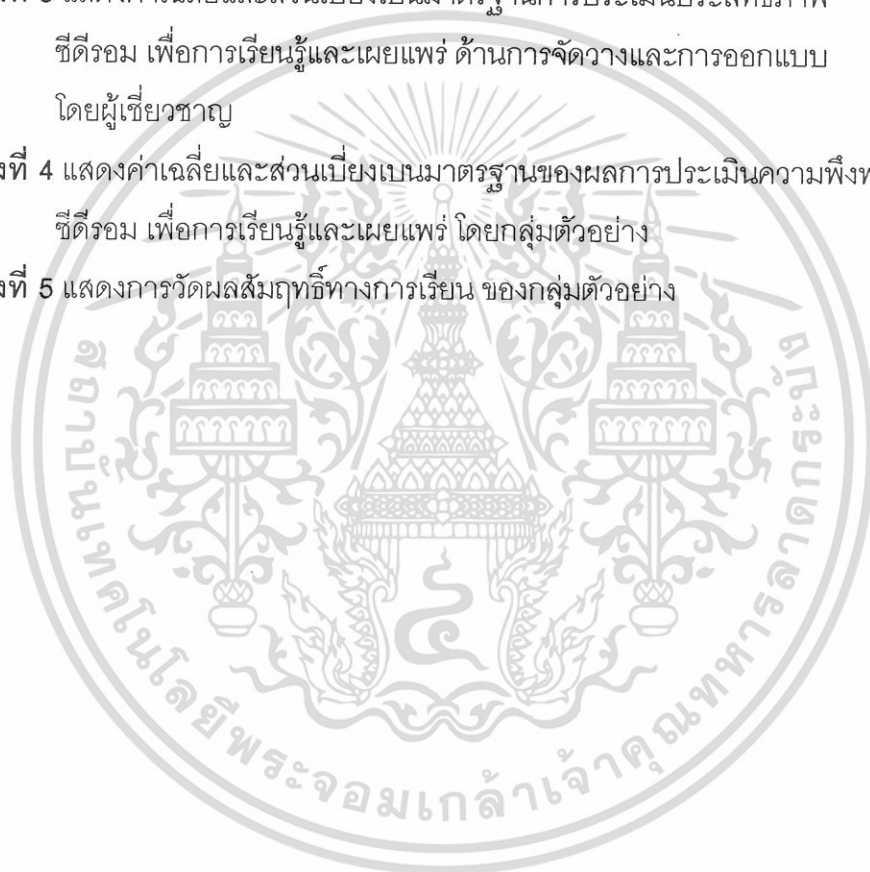 ซีดีรอม เพื่อการเรียนรู้และเผยแพร่ ด้านการจัดวางและการออกแบบ
โดยผู้เชี่ยวชาญ
ที่ 4 แสดงค่าเฉลี่ยและส่วนเบี่ยงเบนมาตรฐานของผลการประเมินความพึง
ซีดีรอม เพื่อการเรียนรู้และเผยแพร่ โดยกลุ่มตัวอย่าง
ที่ 5 แสดงการวัดผลสัมฤทธิ์ทางการเรียน ของกลุ่มตัวอย่าง
สถาบันเทคโนโลยีพระจอมเกล้าเจ้าคุณทหารลาดกระบัง